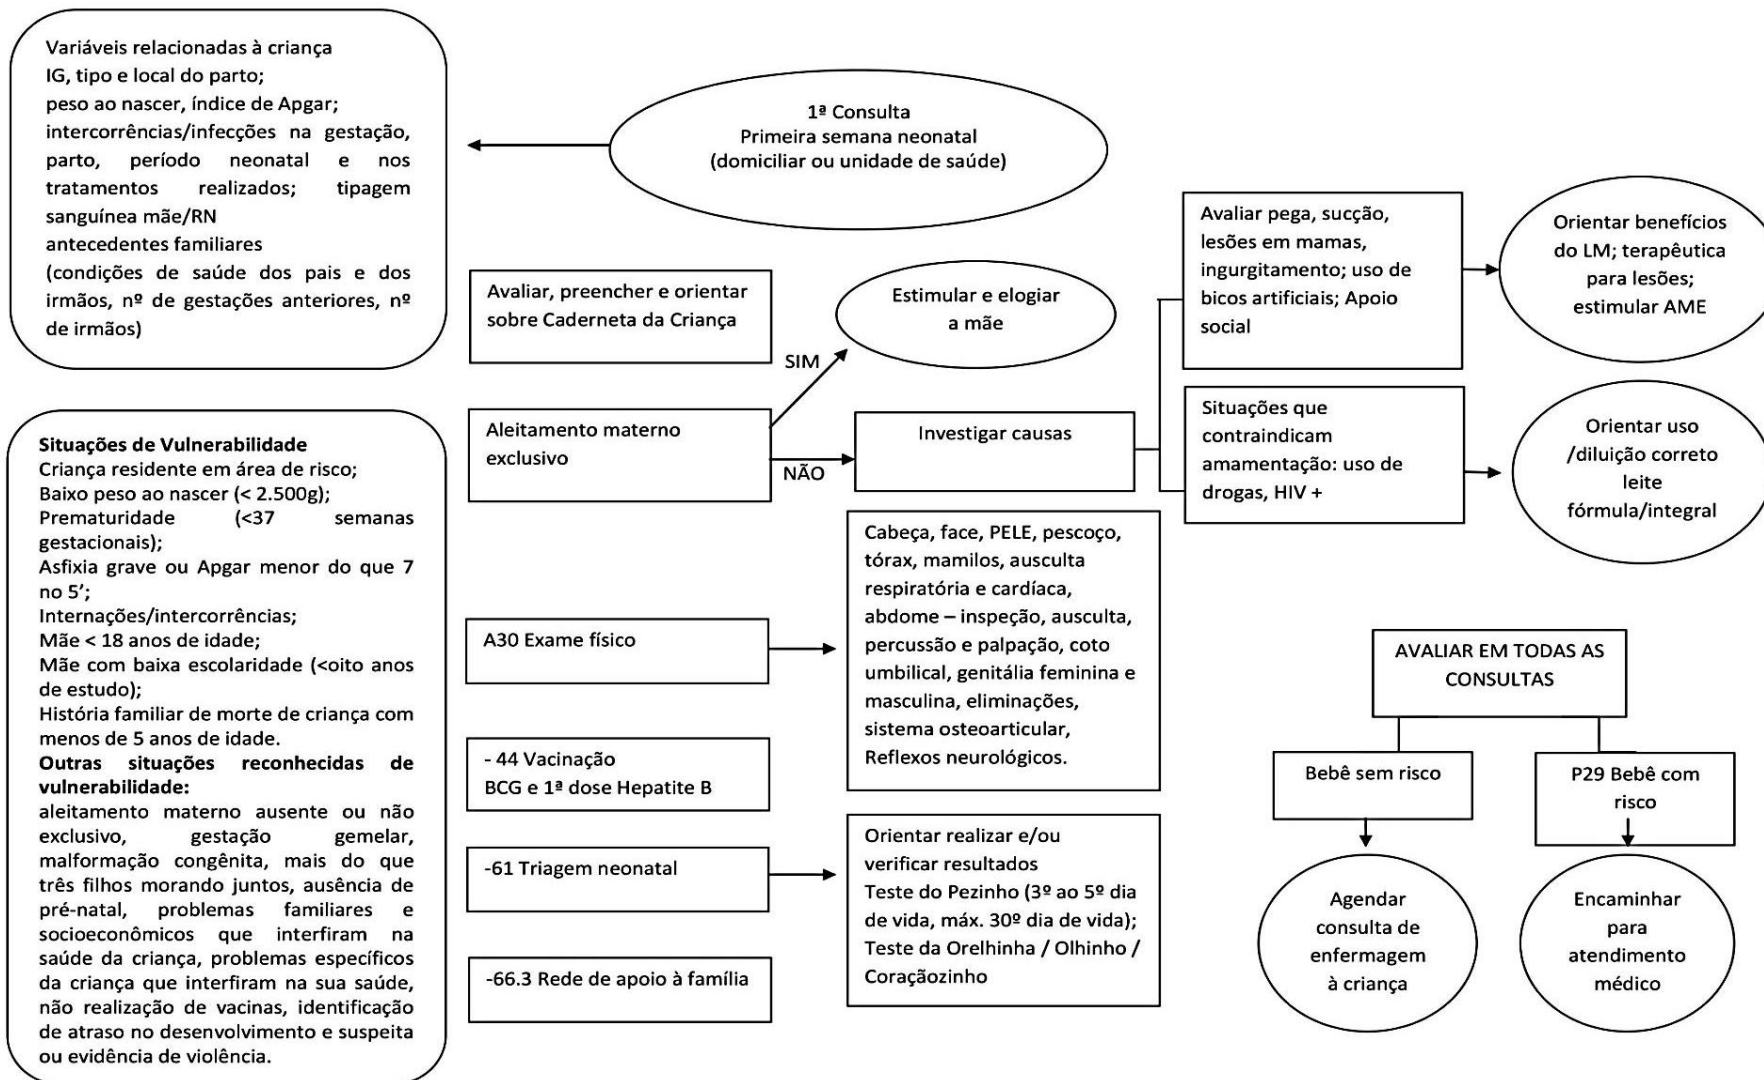 Variáveis relacionadas à criança
IG, tipo e local do parto;
peso ao nascer, índice de Apgar;
intercorrências/infecções na gestação,
parto, período neonatal e nos
tratamentos realizados; tipagem
sanguínea mãe/RN
antecedentes familiares
(condições de saúde dos pais e dos
irmãos, nº de gestações anteriores, nº
de irmãos)
1ª Consulta
Primeira semana neonatal
(domiciliar ou unidade de saúde)
Avaliar, preencher e orientar
sobre Caderneta da Criança
Estimular e elogiar
a mãe
Avaliar pega, sucção,
lesões em mamas,
ingurgitamento; uso de
bicos artificiais; Apoio
social
Orientar benefícios
do LM; terapêutica
para lesões;
estimular AME
SIM
Aleitamento materno
exclusivo
NÃO
Investigar causas
Situações que
contraindicam
amamentação: uso de
drogas, HIV +
Orientar uso
/diluição correto
leite
fórmula/integral
Situações de Vulnerabilidade
Criança residente em área de risco;
Baixo peso ao nascer (< 2.500g);
Prematuridade (<37 semanas
gestacionais);
Asfixia grave ou Apgar menor do que 7
no 5’;
Internações/intercorrências;
Mãe < 18 anos de idade;
Mãe com baixa escolaridade (<oito anos
de estudo);
História familiar de morte de criança com
menos de 5 anos de idade.
Outras situações reconhecidas de
vulnerabilidade:
aleitamento materno ausente ou não
exclusivo, gestação gemelar,
malformação congênita, mais do que
três filhos morando juntos, ausência de
pré-natal, problemas familiares e
socioeconômicos que interfiram na
saúde da criança, problemas específicos
da criança que interfiram na sua saúde,
não realização de vacinas, identificação
de atraso no desenvolvimento e suspeita
ou evidência de violência.
A30 Exame físico
Cabeça, face, PELE, pescoço,
tórax, mamilos, ausculta
respiratória e cardíaca,
abdome – inspeção, ausculta,
percussão e palpação, coto
umbilical, genitália feminina e
masculina, eliminações,
sistema osteoarticular,
Reflexos neurológicos.
- 44 Vacinação
BCG e 1ª dose Hepatite B
-61 Triagem neonatal
Orientar realizar e/ou
verificar resultados
Teste do Pezinho (3º ao 5º dia
de vida, máx. 30º dia de vida);
Teste da Orelhinha / Olhinho /
Coraçãozinho
-66.3 Rede de apoio à família
AVALIAR EM TODAS AS
CONSULTAS
Bebê sem risco
P29 Bebê com
risco
Agendar
consulta de
enfermagem
à criança
Encaminhar
para
atendimento
médico